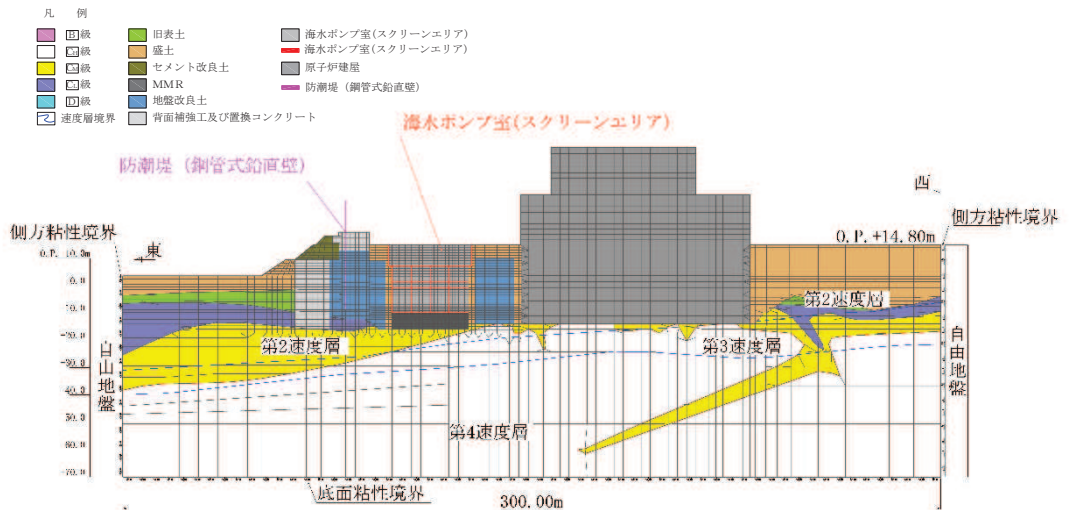 凡 例
B級
CH級
CM級
CL級
D級
速度層境界
旧表土
盛土
セメント改良土
MMR
地盤改良土
背面補強工及び置換コンクリート
海水ポンプ室(スクリーンエリア)
海水ポンプ室(スクリーンエリア)
原子炉建屋
防潮堤 (鋼管式鉛直壁)
海水ポンプ室(スクリーンエリア)
防潮堤 (鋼管式鉛直壁)
西
側方粘性境界
側方粘性境界
東
O.P. +14.80m
第2速度層
第2速度層
第3速度層
第4速度層
自由地盤
自由地盤
-20.0
-40.0
-60.0
-70.0
底面粘性境界
300.00m